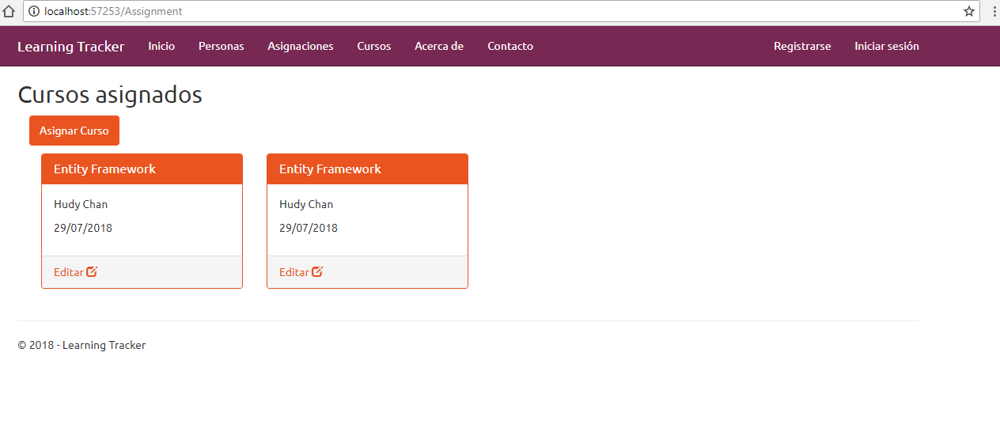 localhost:57253/Assignment
Learning Tracker Inicio Personas Asignaciones Cursos Acerca de Contacto Registrarse Iniciar sesión
Cursos asignados
Asignar Curso
Entity Framework
Hudy Chan
29/07/2018
Editar
Entity Framework
Hudy Chan
29/07/2018
Editar
© 2018 - Learning Tracker